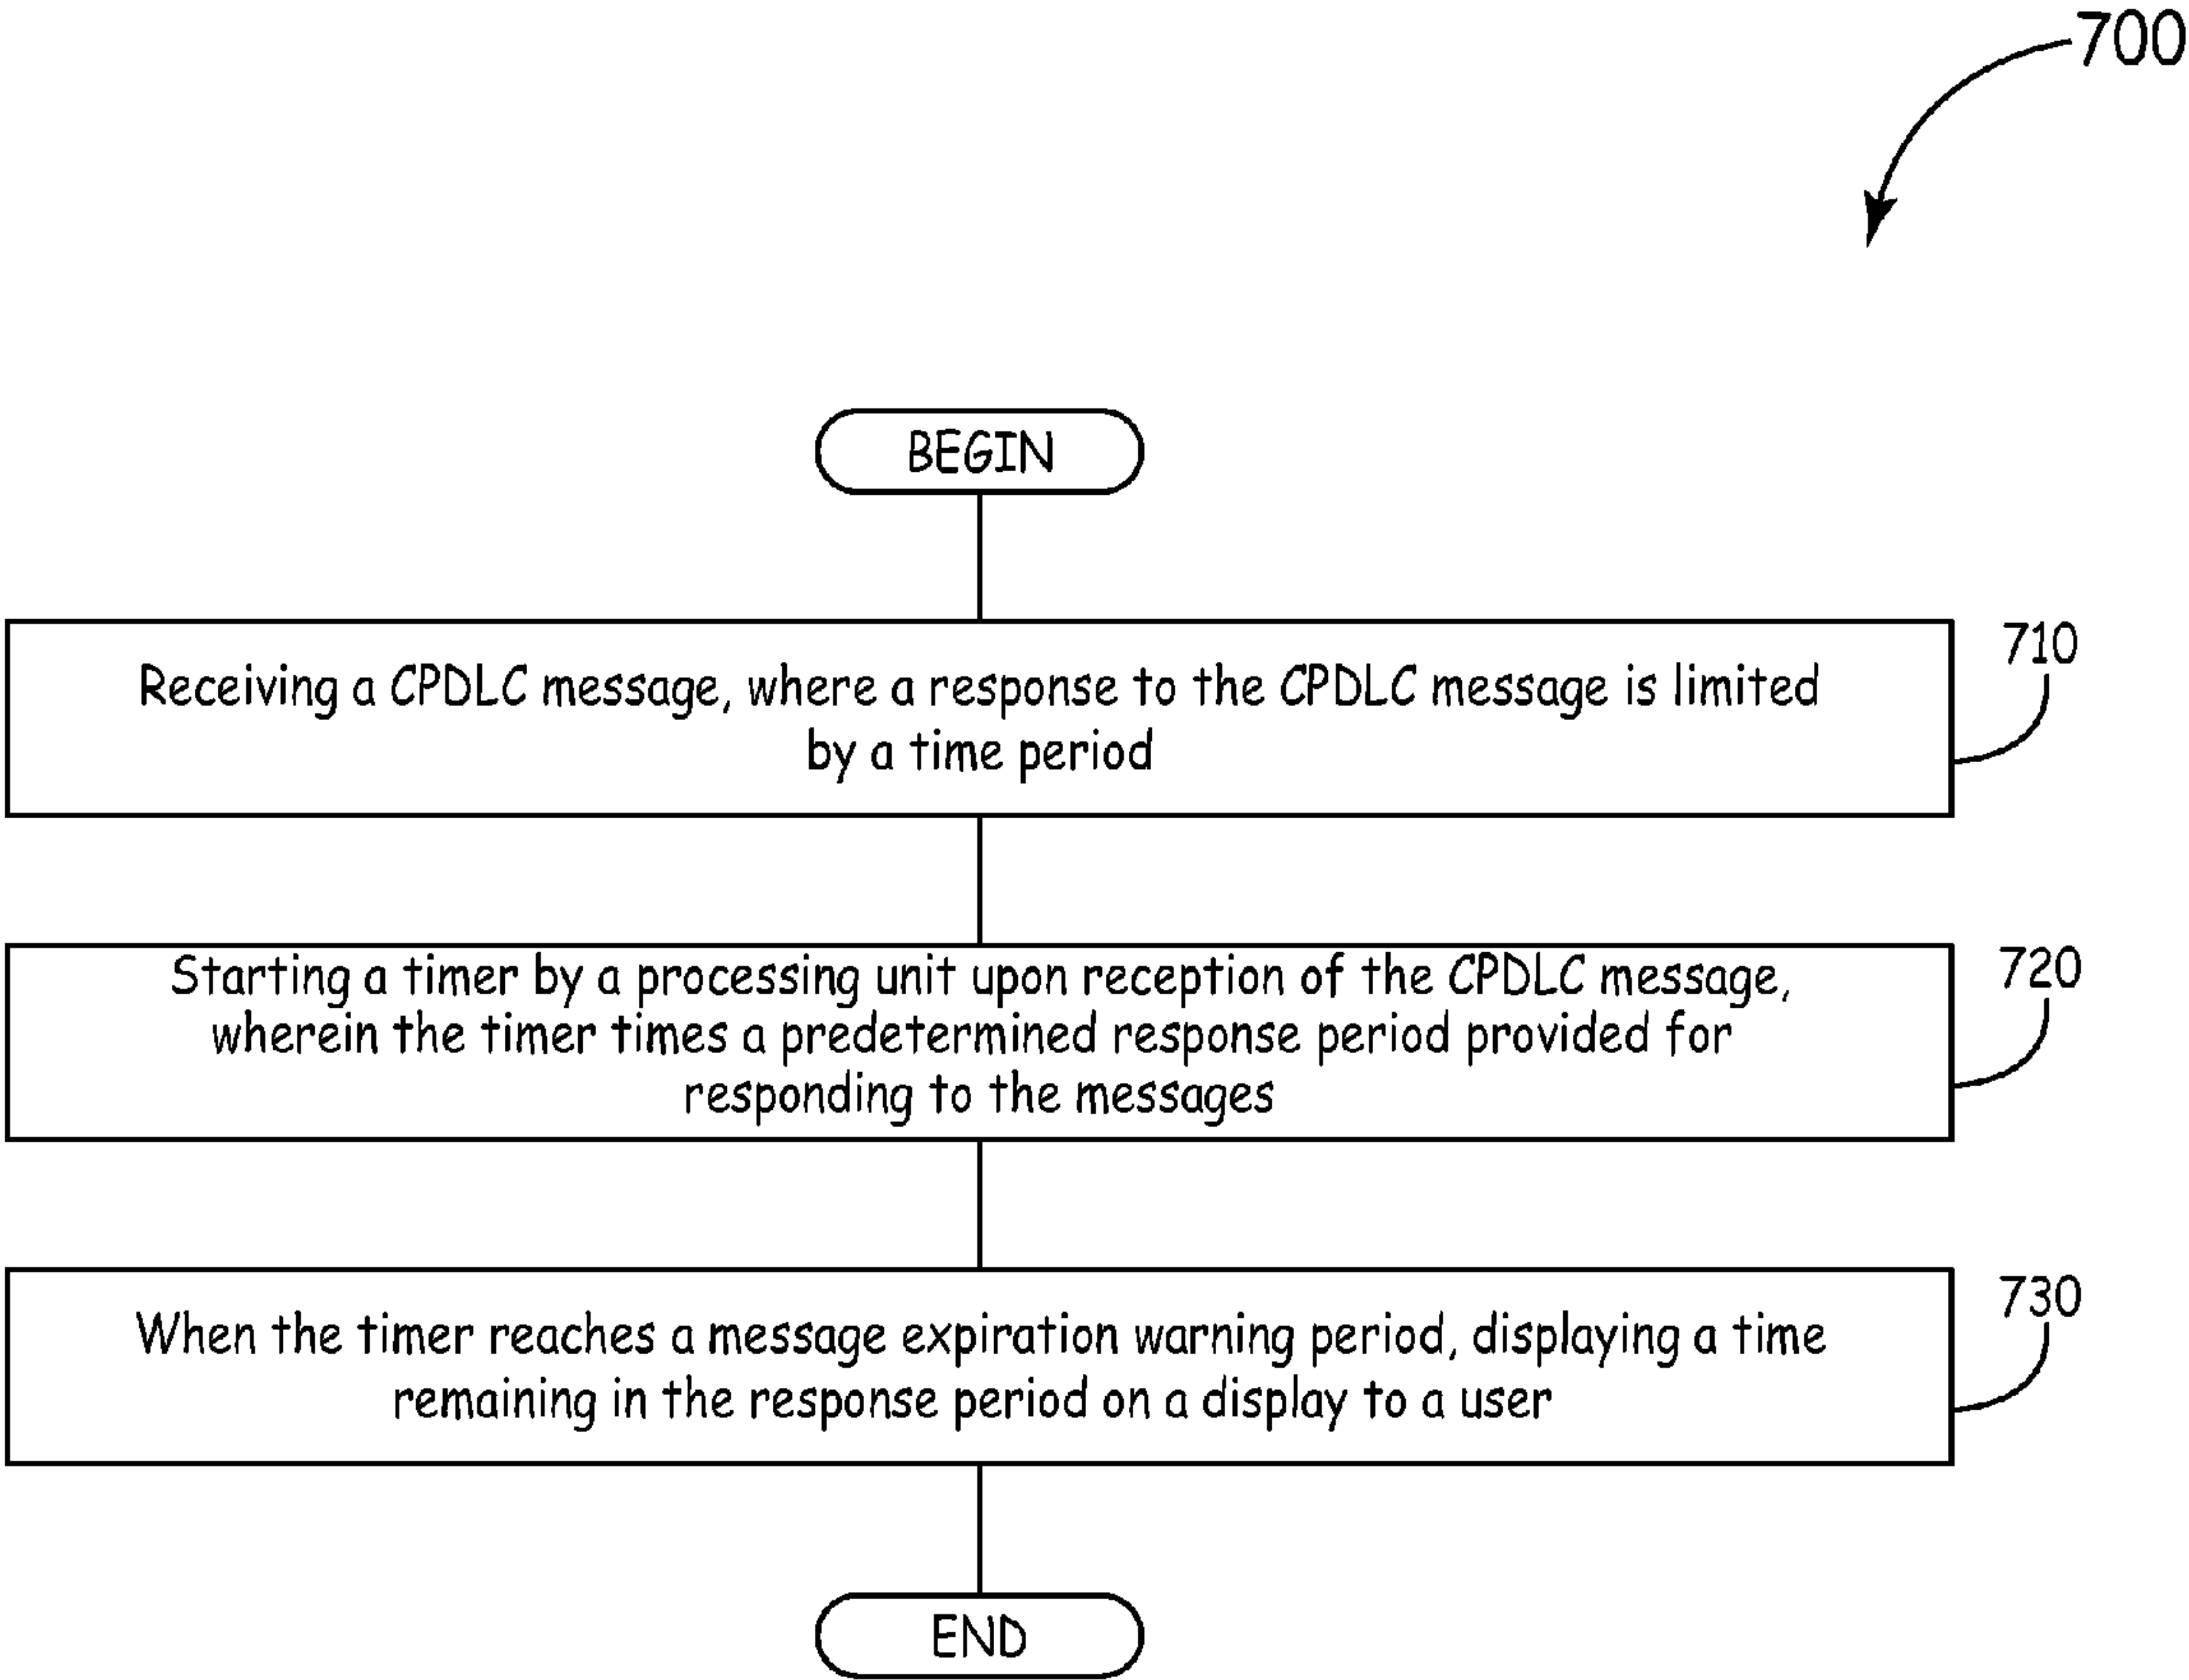 700
BEGIN
Receiving a CPDLC message, where a response to the CPDLC message is limited
by a time period
710
Starting a timer by a processing unit upon reception of the CPDLC message,
wherein the timer times a predetermined response period provided for
responding to the messages
720
When the timer reaches a message expiration warning period, displaying a time
remaining in the response period on a display to a user
730
END